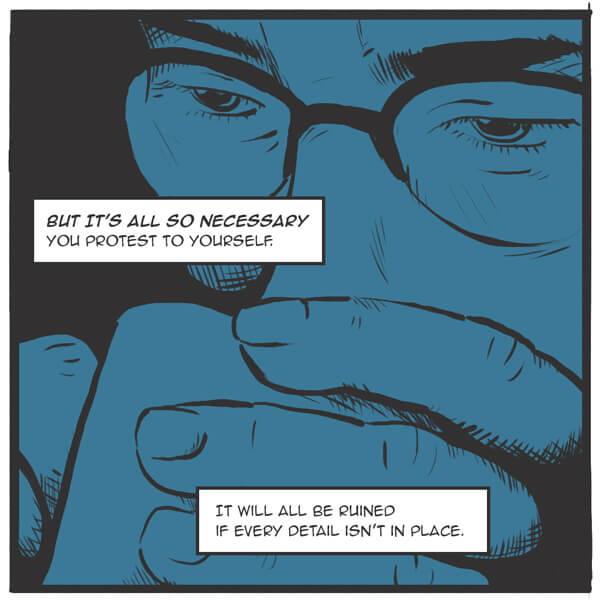 BUT IT'S ALL SO NECESSARY
YOU PROTEST TO YOURSELF.
IT WILL ALL BE RUINED
IF EVERY DETAIL ISN'T IN PLACE.